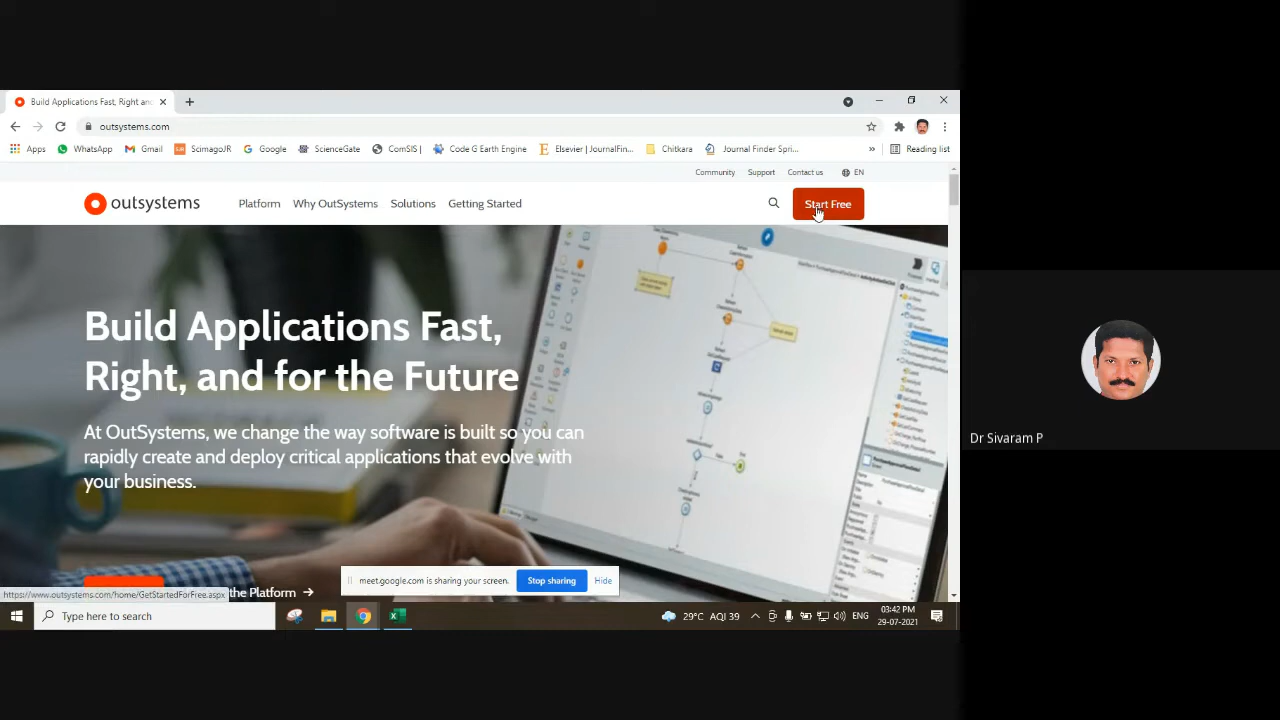 Build Applications Fast, Right an
outsystems.com
Apps
WhatsApp
Gmail
ScimagoJR
Google
ScienceGate
ComSIS |
Code G Earth Engine
Elsevier | JournalFin...
Chitkara
Journal Finder Spri...
»
Reading list
Community
Support
Contact us
EN
outsystems
Platform
Why OutSystems
Solutions
Getting Started
Start Free
Build Applications Fast,
Right, and for the Future
At OutSystems, we change the way software is built so you can
rapidly create and deploy critical applications that evolve with
your business.
the Platform →
https://www.outsystems.com/home/GetStartedForFree.aspx
meet.google.com is sharing your screen.
Stop sharing
Hide
Type here to search
29°C AQI 39
ENG
03:42 PM
29-07-2021
Dr Sivaram P